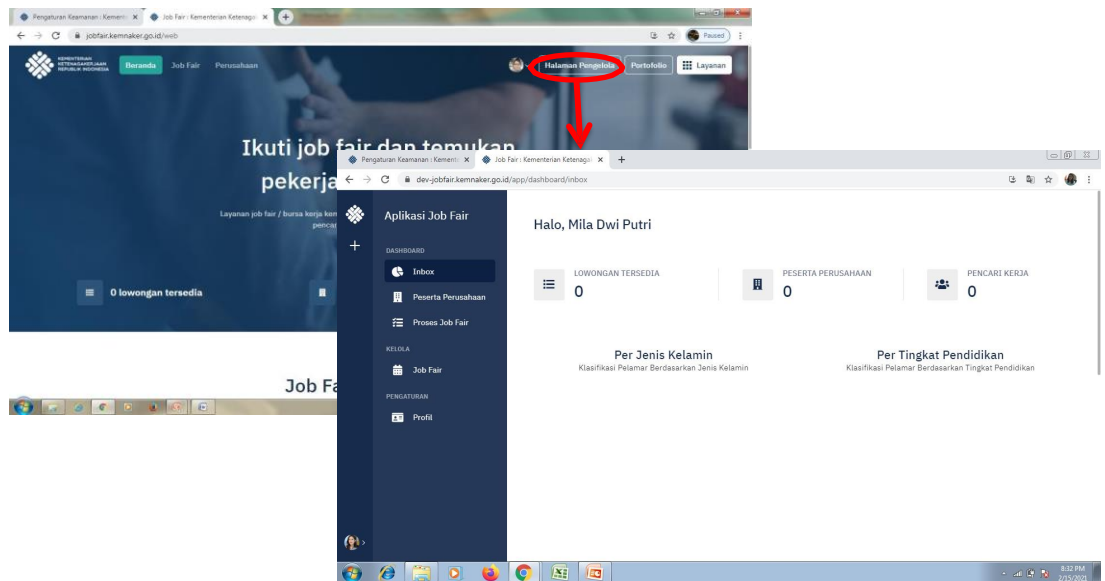 Pengaturan Keamanan : Kement
Job Fair : Kementerian Ketenaga
jobfair.kemnaker.go.id/web
Paused
KEMENTERIAN
KETENAGAKERJAAN
REPUBLIK INDONESIA
Beranda
Job Fair
Perusahaan
Halaman Pengelola
Portofolio
Layanan
Ikuti job fair dan temukan
pekerja
Layanan job fair / bursa kerja
pencar
0 lowongan tersedia
Job Fa
Pengaturan Keamanan : Kement
Job Fair : Kementerian Ketenaga
dev-jobfair.kemnaker.go.id/app/dashboard/inbox
Aplikasi Job Fair
DASHBOARD
Inbox
Peserta Perusahaan
Proses Job Fair
KELOLA
Job Fair
PENGATURAN
Profil
Halo, Mila Dwi Putri
LOWONGAN TERSEDIA
0
PESERTA PERUSAHAAN
0
PENCARI KERJA
0
Per Jenis Kelamin
Klasifikasi Pelamar Berdasarkan Jenis Kelamin
Per Tingkat Pendidikan
Klasifikasi Pelamar Berdasarkan Tingkat Pendidikan
8:32 PM
2/15/2021